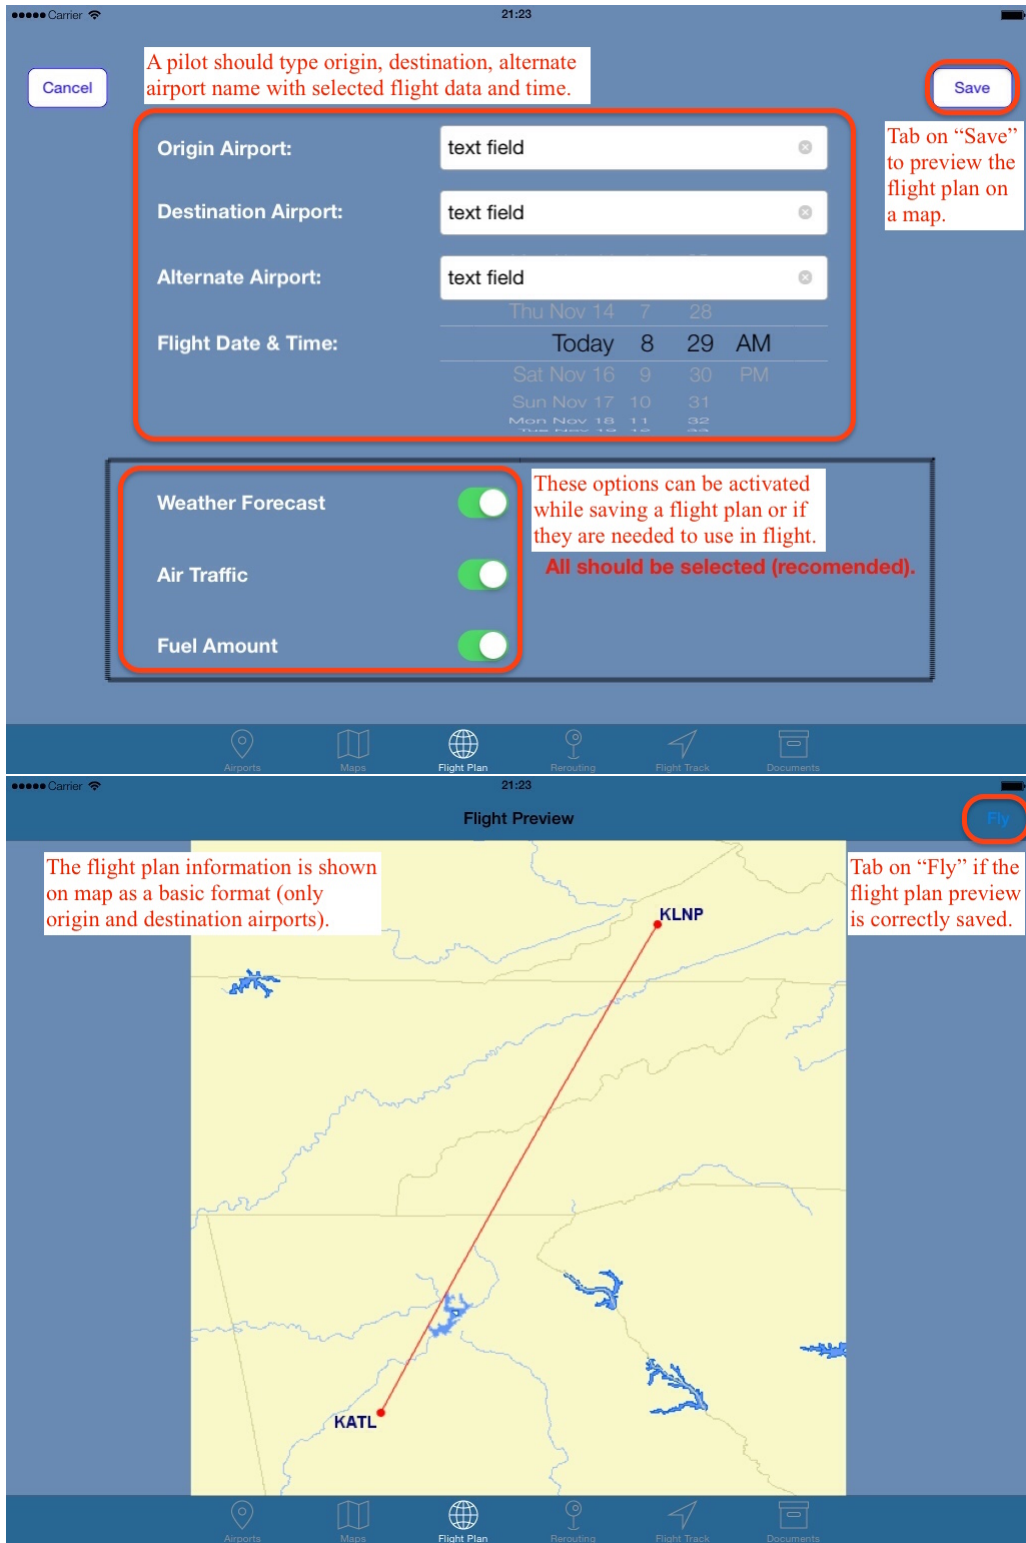 Carrier
21:23
A pilot should type origin, destination, alternate
airport name with selected flight data and time.
Cancel
Save
Tab on “Save”
to preview the
flight plan on
a map.
Origin Airport:
text field
Destination Airport:
text field
Alternate Airport:
text field
Thu Nov 14 7 28
Flight Date & Time:
Today 8 29 AM
Sat Nov 16 9 30 PM
Sun Nov 17 10 31
Mon Nov 18 11 32
Weather Forecast
These options can be activated
while saving a flight plan or if
they are needed to use in flight.
Air Traffic
All should be selected (recomended).
Fuel Amount
Airports Maps Flight Plan Rerouting Flight Track Documents
Carrier
21:23
Flight Preview
Fly
The flight plan information is shown
on map as a basic format (only
origin and destination airports).
Tab on “Fly” if the
flight plan preview
is correctly saved.
KLNP
KATL
Airports Maps Flight Plan Rerouting Flight Track Documents